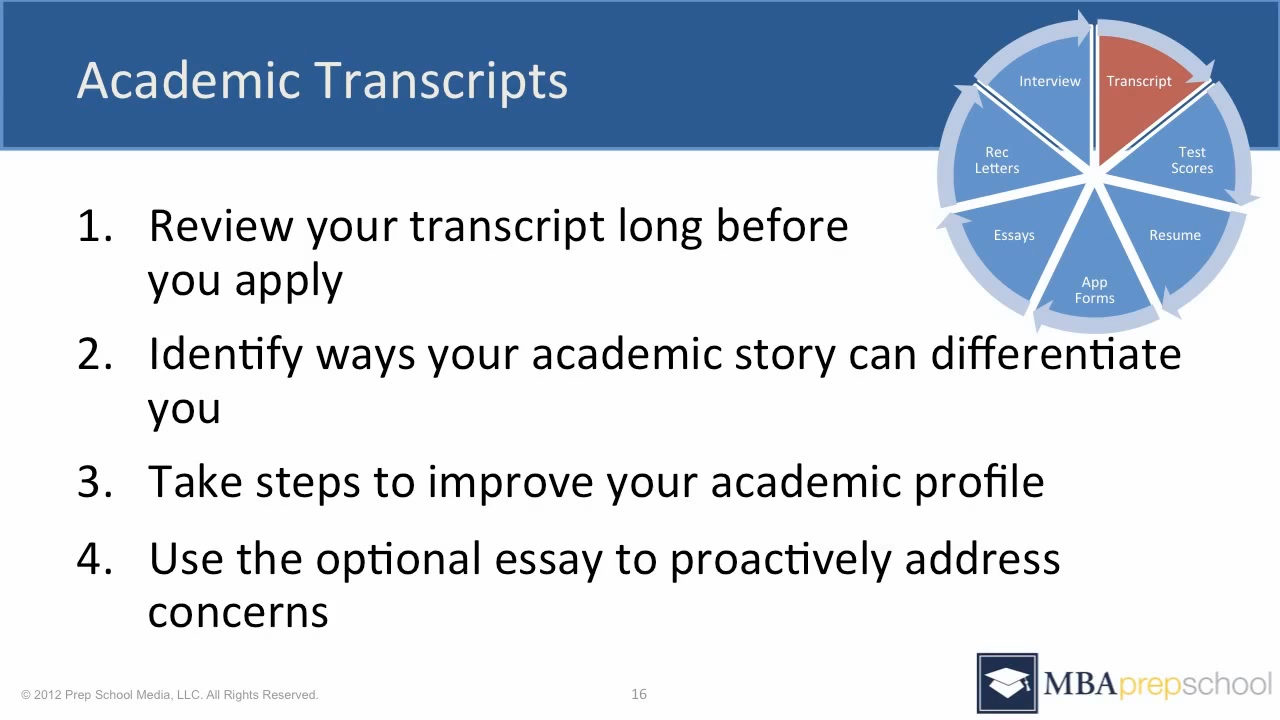 Academic Transcripts
Interview
Transcript
Rec
Letters
Test
Scores
Essays
Resume
App
Forms
1. Review your transcript long before
you apply
2. Identify ways your academic story can differentiate
you
3. Take steps to improve your academic profile
4. Use the optional essay to proactively address
concerns
© 2012 Prep School Media, LLC. All Rights Reserved.
16
MBAprepschool